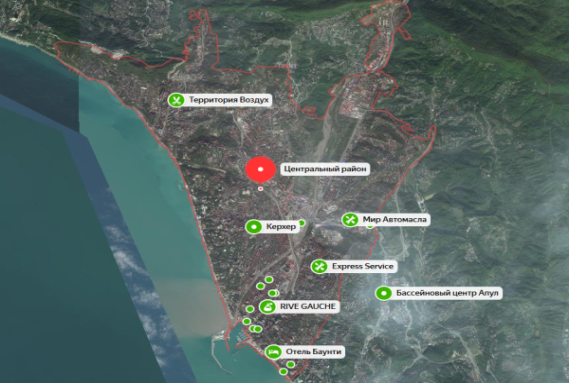 Территория Воздух
Центральный район
Мир Автомасла
Керхер
Express Service
Бассейновый центр Апул
RIVE GAUCHE
Отель Баунти